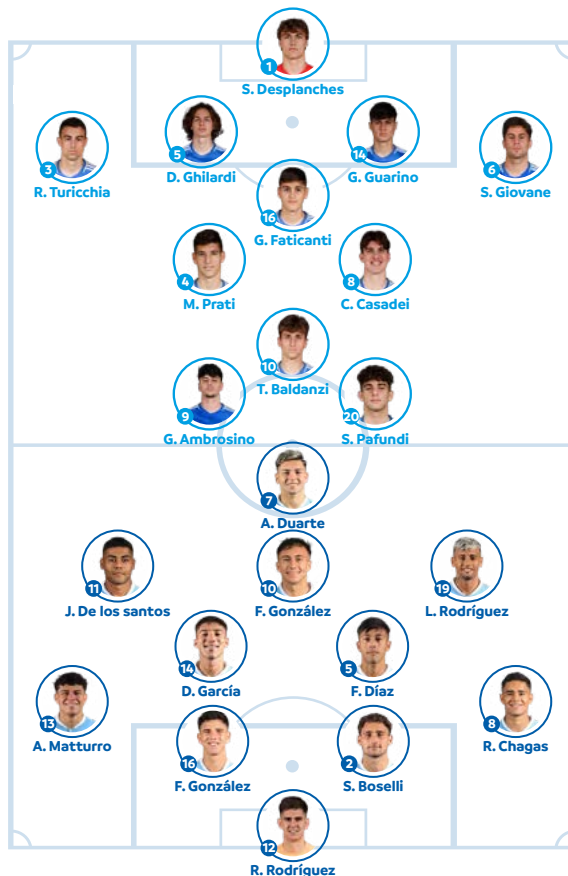 1
S. Desplanches
3
R. Turicchia
5
D. Ghilardi
14
G. Guarino
6
S. Giovane
16
G. Faticanti
4
M. Prati
8
C. Casadei
10
T. Baldanzi
9
G. Ambrosino
20
S. Pafundi
7
A. Duarte
11
J. De los santos
10
F. González
19
L. Rodríguez
14
D. García
5
F. Díaz
13
A. Matturro
8
R. Chagas
16
F. González
2
S. Boselli
12
R. Rodríguez